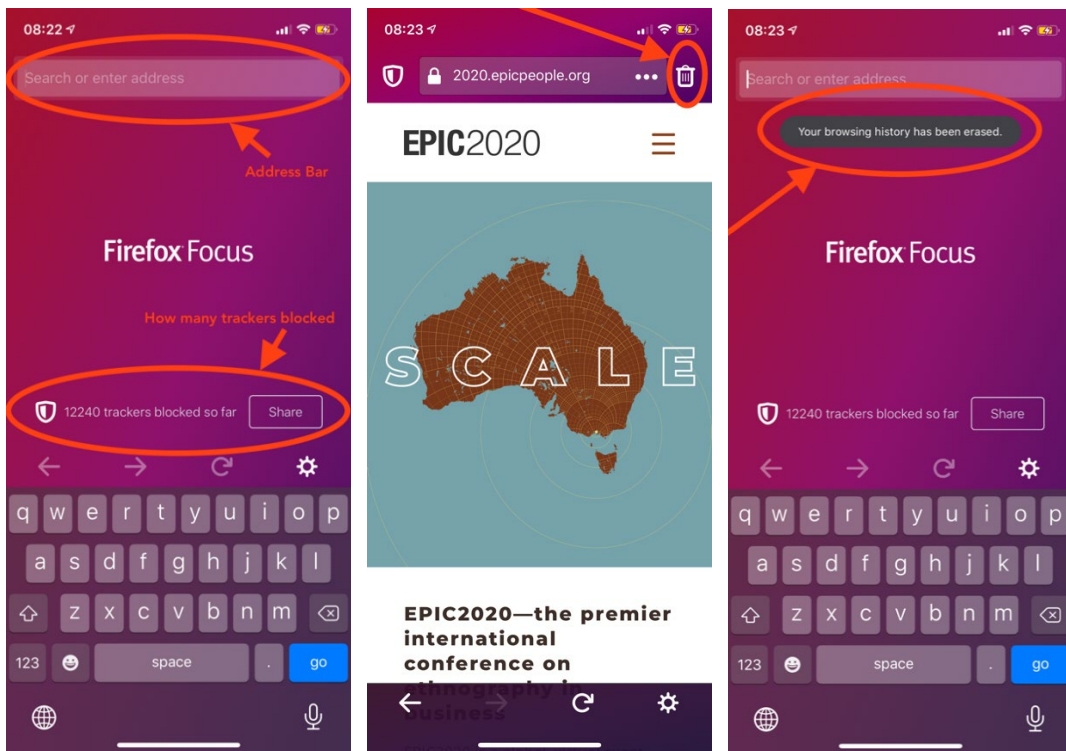 08:22
Search or enter address
Address Bar
Firefox Focus
How many trackers blocked
12240 trackers blocked so far Share
q w e r t y u i o p
a s d f g h j k l
z x c v b n m
123 space . go
08:23
2020.epicpeople.org
EPIC2020
SCALE
EPIC2020—the premier
international
conference on
ethnography in
business
08:23
Search or enter address
Your browsing history has been erased.
Firefox Focus
12240 trackers blocked so far Share
q w e r t y u i o p
a s d f g h j k l
z x c v b n m
123 space . go